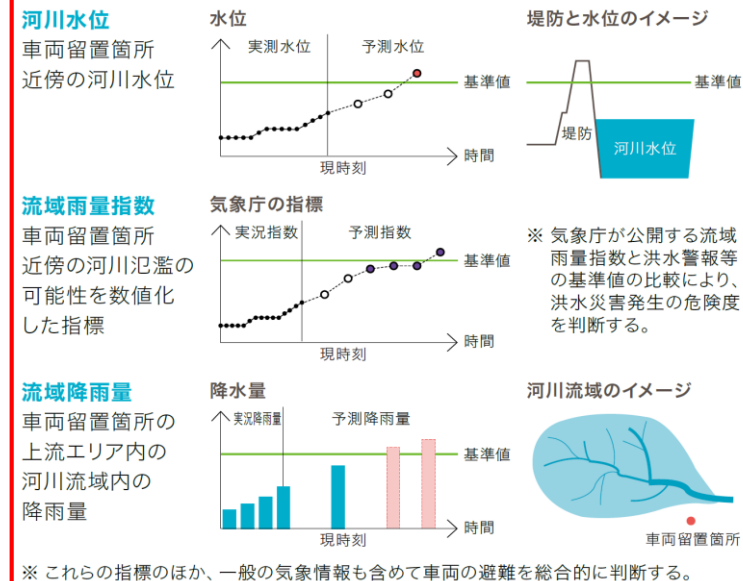 河川水位
車両留置箇所
近傍の河川水位
水位
実測水位
予測水位
基準値
時間
現時刻
堤防と水位のイメージ
基準値
堤防
河川水位
流域雨量指数
車両留置箇所
近傍の河川氾濫の
可能性を数値化
した指標
気象庁の指標
実況指数
予測指数
基準値
時間
現時刻
※ 気象庁が公開する流域
雨量指数と洪水警報等
の基準値の比較により、
洪水災害発生の危険度
を判断する。
流域降雨量
車両留置箇所の
上流エリア内の
河川流域内の
降雨量
降水量
実況降雨量
予測降雨量
基準値
時間
現時刻
河川流域のイメージ
車両留置箇所
※ これらの指標のほか、一般の気象情報も含めて車両の避難を総合的に判断する。